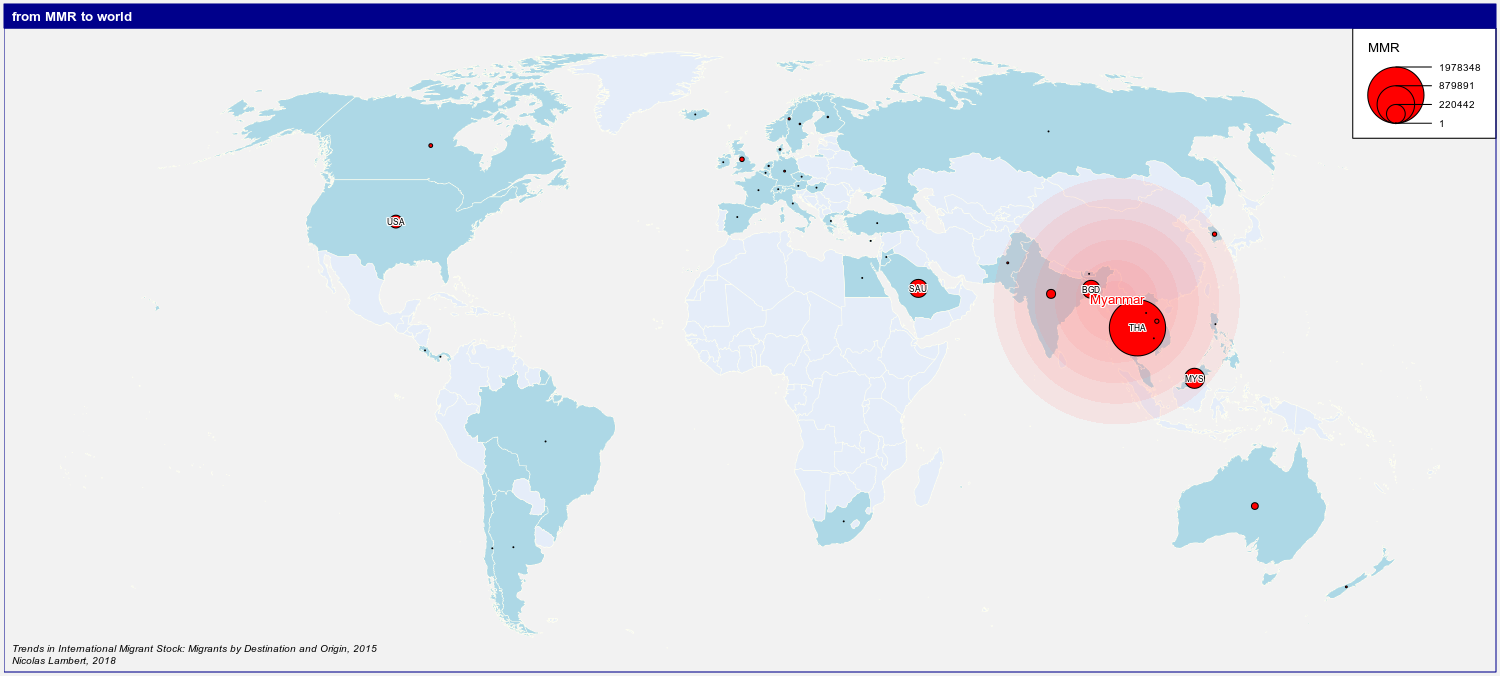 from MMR to world
MMR
1978348
879891
220442
1
USA
SAU
BGD
Myanmar
THA
MYS
Trends in International Migrant Stock: Migrants by Destination and Origin, 2015
Nicolas Lambert, 2018